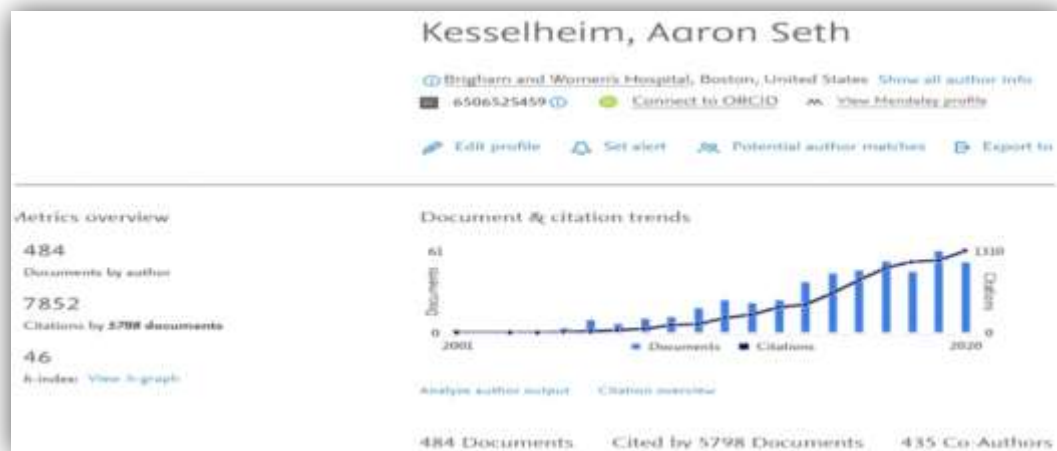 Kesselheim, Aaron Seth
Brigham and Women's Hospital, Boston, United States Show all author info
6506525459 Connect to ORCID View Mendeley profile
Edit profile Set alert Potential author matches Export to
Metrics overview
484
Documents by author
7852
Citations by 5798 documents
46
h-index: View h-graph
Document & citation trends
61
1310
Documents
Citations
0
0
2001
2020
Documents Citations
Analyze author output Citation overview
484 Documents Cited by 5798 Documents 435 Co-Authors